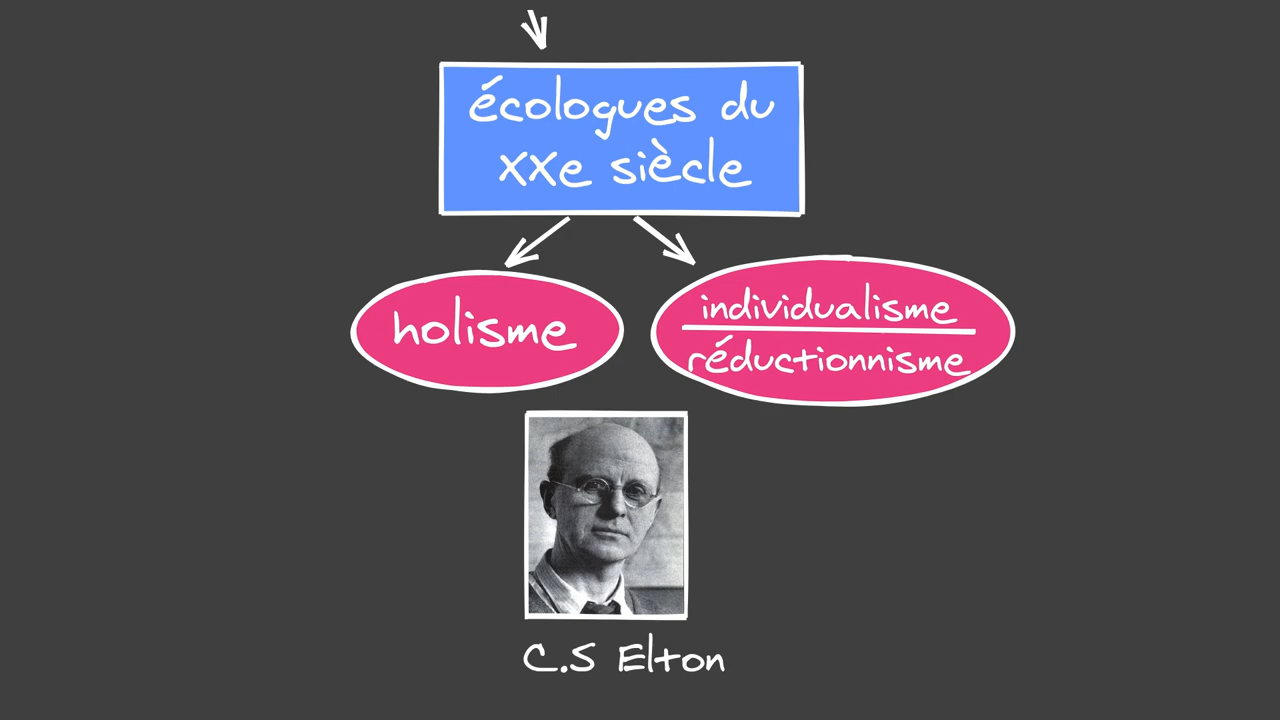 écologues du
XXe siècle
holisme
individualisme
réductionnisme
C.S Elton